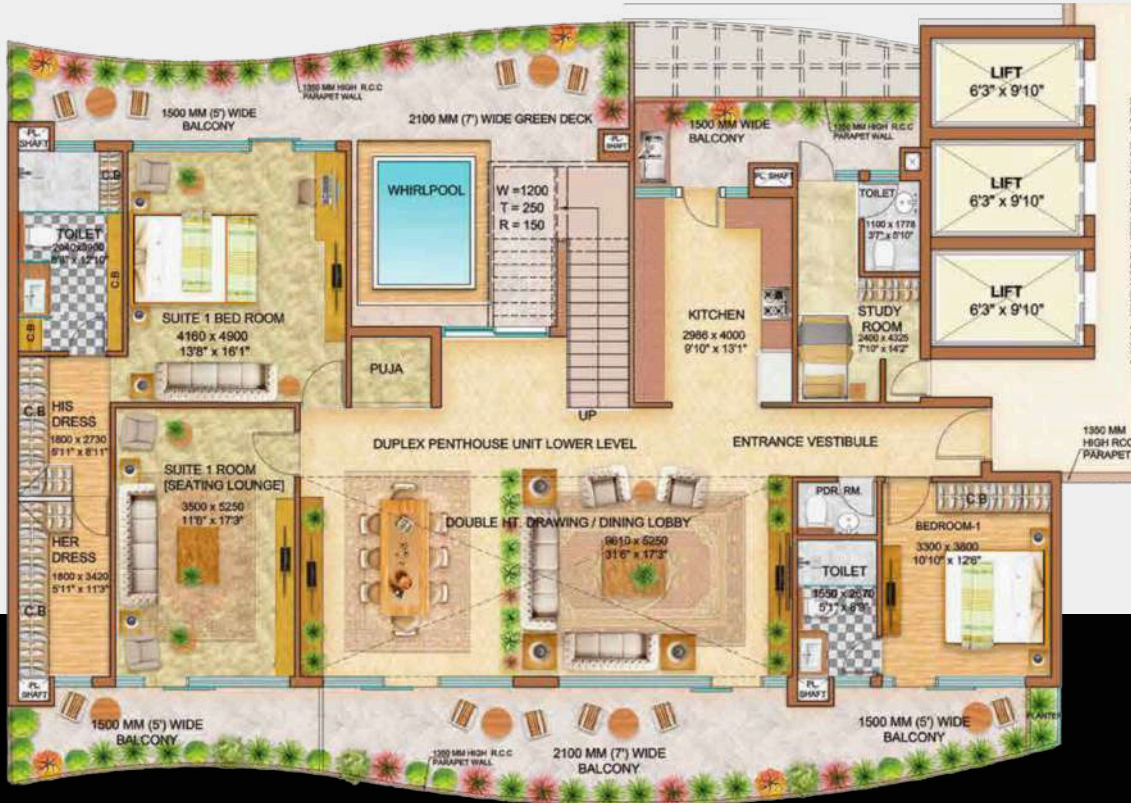 1350 MM HIGH R.C.C
PARAPET WALL
1500 MM (5') WIDE
BALCONY
2100 MM (7') WIDE GREEN DECK
1500 MM WIDE
BALCONY
PARAPET WALL
LIFT
6'3" x 9'10"
PL.
SHAFT
PL.
SHAFT
PL. SHAFT
C.B
TOILET
C.B
C.B
WHIRLPOOL
W =1200
T = 250
R = 150
TOILET
1100 x 1778
3'7" x 5'10"
LIFT
6'3" x 9'10"
SUITE 1 BED ROOM
4160 x 4900
13'8" x 16'1"
KITCHEN
2986 x 4000
9'10" x 13'1"
STUDY
ROOM
2400 x 4325
7'10" x 14'2"
LIFT
6'3" x 9'10"
PUJA
C.B
HIS
DRESS
1800 x 2730
5'11" x 8'11"
UP
DUPLEX PENTHOUSE UNIT LOWER LEVEL
ENTRANCE VESTIBULE
1350 MM
HIGH RCC
PARAPET
SUITE 1 ROOM
[SEATING LOUNGE]
3500 x 5250
11'6" x 17'3"
DOUBLE HT. DRAWING / DINING LOBBY
9610 x 5250
31'6" x 17'3"
PDR. RM.
C.B
BEDROOM-1
3300 x 3800
10'10" x 12'6"
HER
DRESS
1800 x 3420
5'11" x 11'3"
C.B
TOILET
1550 x 2670
5'1" x 8'9"
PL.
SHAFT
PL.
SHAFT
1500 MM (5') WIDE
BALCONY
1350 MM HIGH R.C.C
PARAPET WALL
2100 MM (7') WIDE
BALCONY
1500 MM (5') WIDE
BALCONY
PLANTER